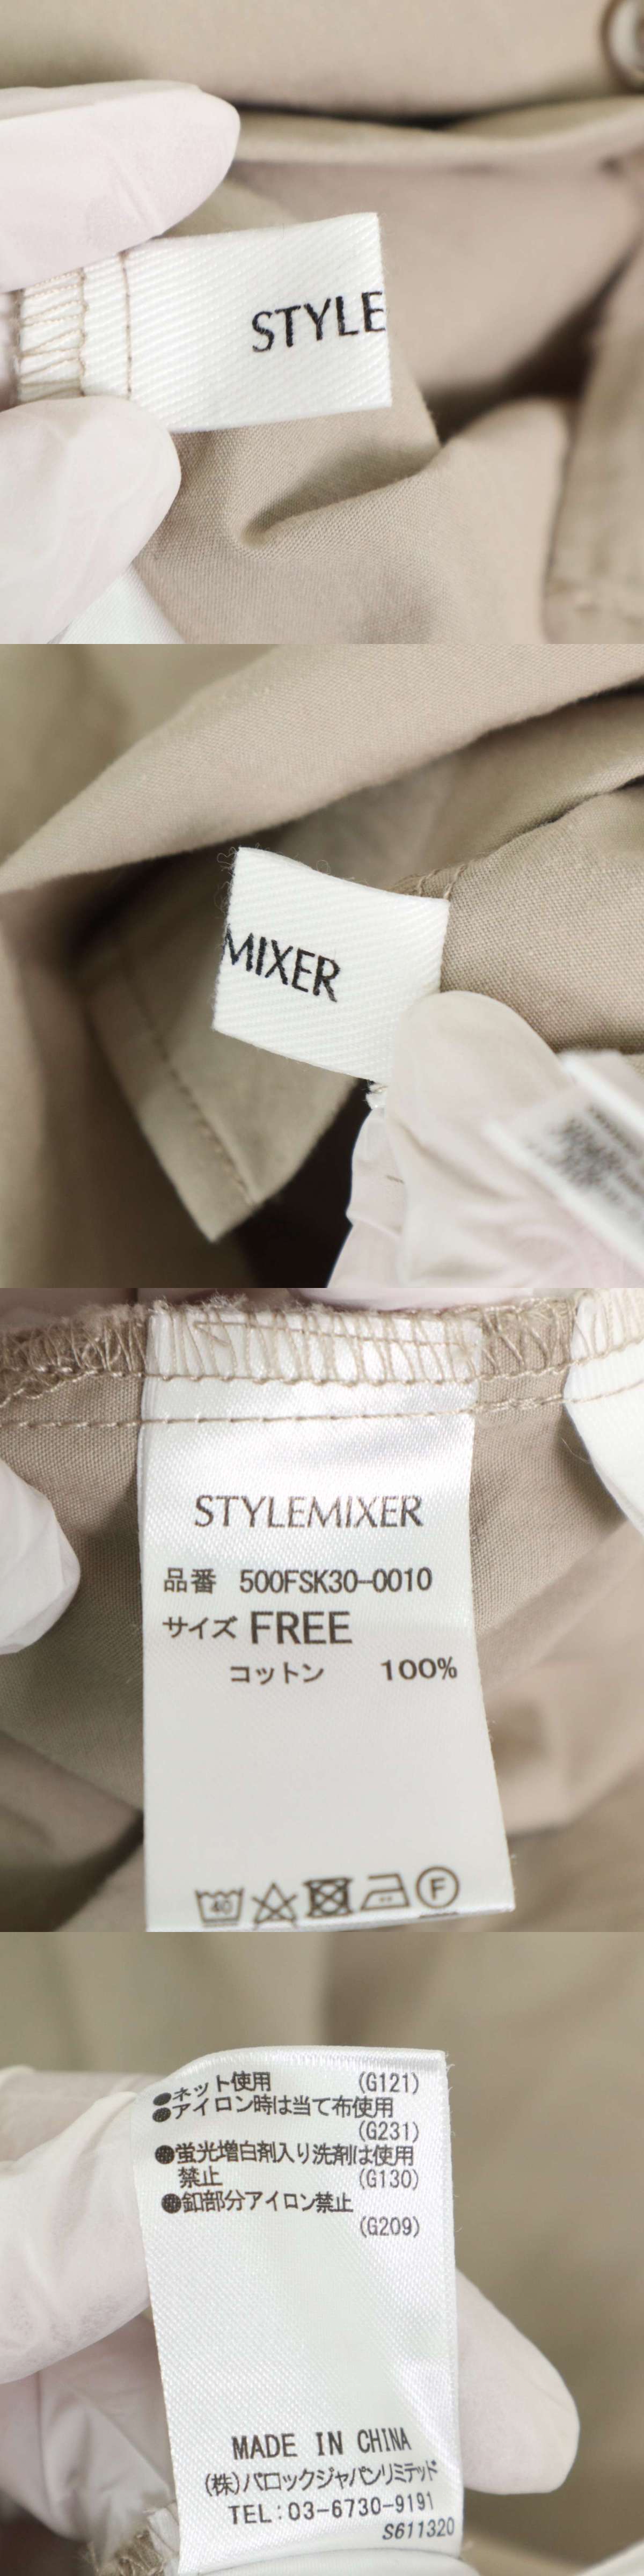 STYLE
MIXER
STYLEMIXER
品番 500FSK30-0010
サイズ FREE
コットン 100%
40
F
●ネット使用 (G121)
●アイロン時は当て布使用
(G231)
●蛍光増白剤入り洗剤は使用
禁止 (G130)
●釦部分アイロン禁止
(G209)
MADE IN CHINA
(株)バロックジャパンリミテッド
TEL:03-6730-9191
S611320